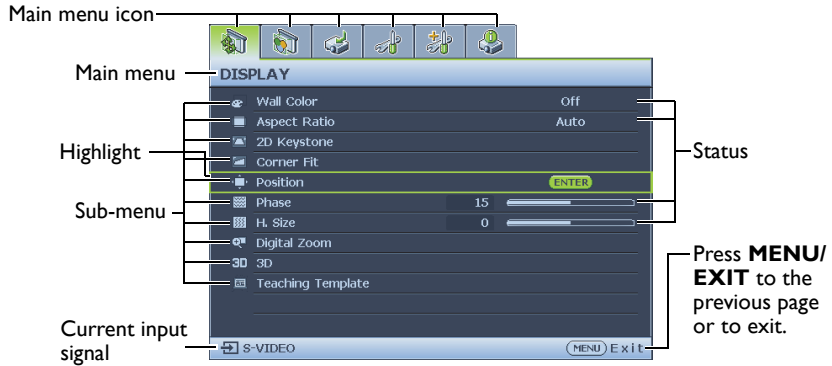 Main menu icon
Main menu
DISPLAY
Wall Color Off
Aspect Ratio Auto
2D Keystone
Highlight
Corner Fit
Status
Position ENTER
Phase 15
Sub-menu
H. Size 0
Digital Zoom
3D 3D
Teaching Template
Press MENU/
EXIT to the
previous page
or to exit.
Current input
signal
S-VIDEO
MENU Exit